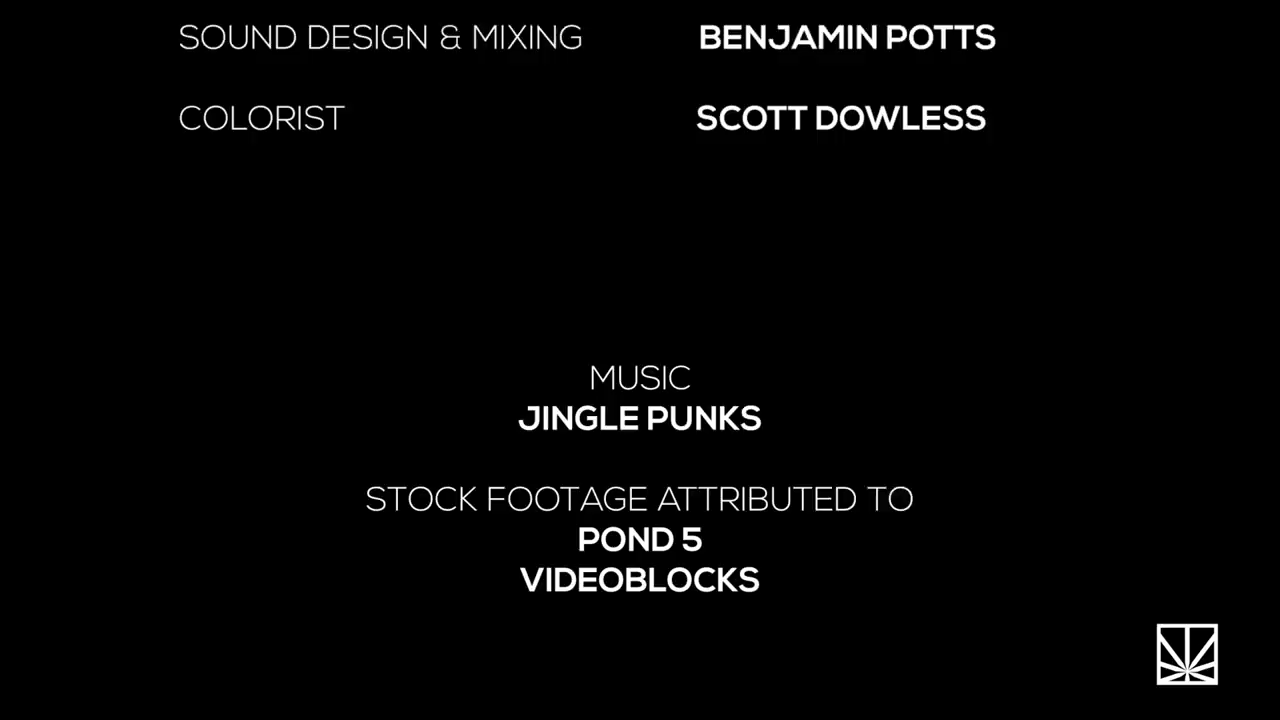 SOUND DESIGN & MIXING BENJAMIN POTTS
COLORIST SCOTT DOWLESS
MUSIC
JINGLE PUNKS
STOCK FOOTAGE ATTRIBUTED TO
POND 5
VIDEOBLOCKS